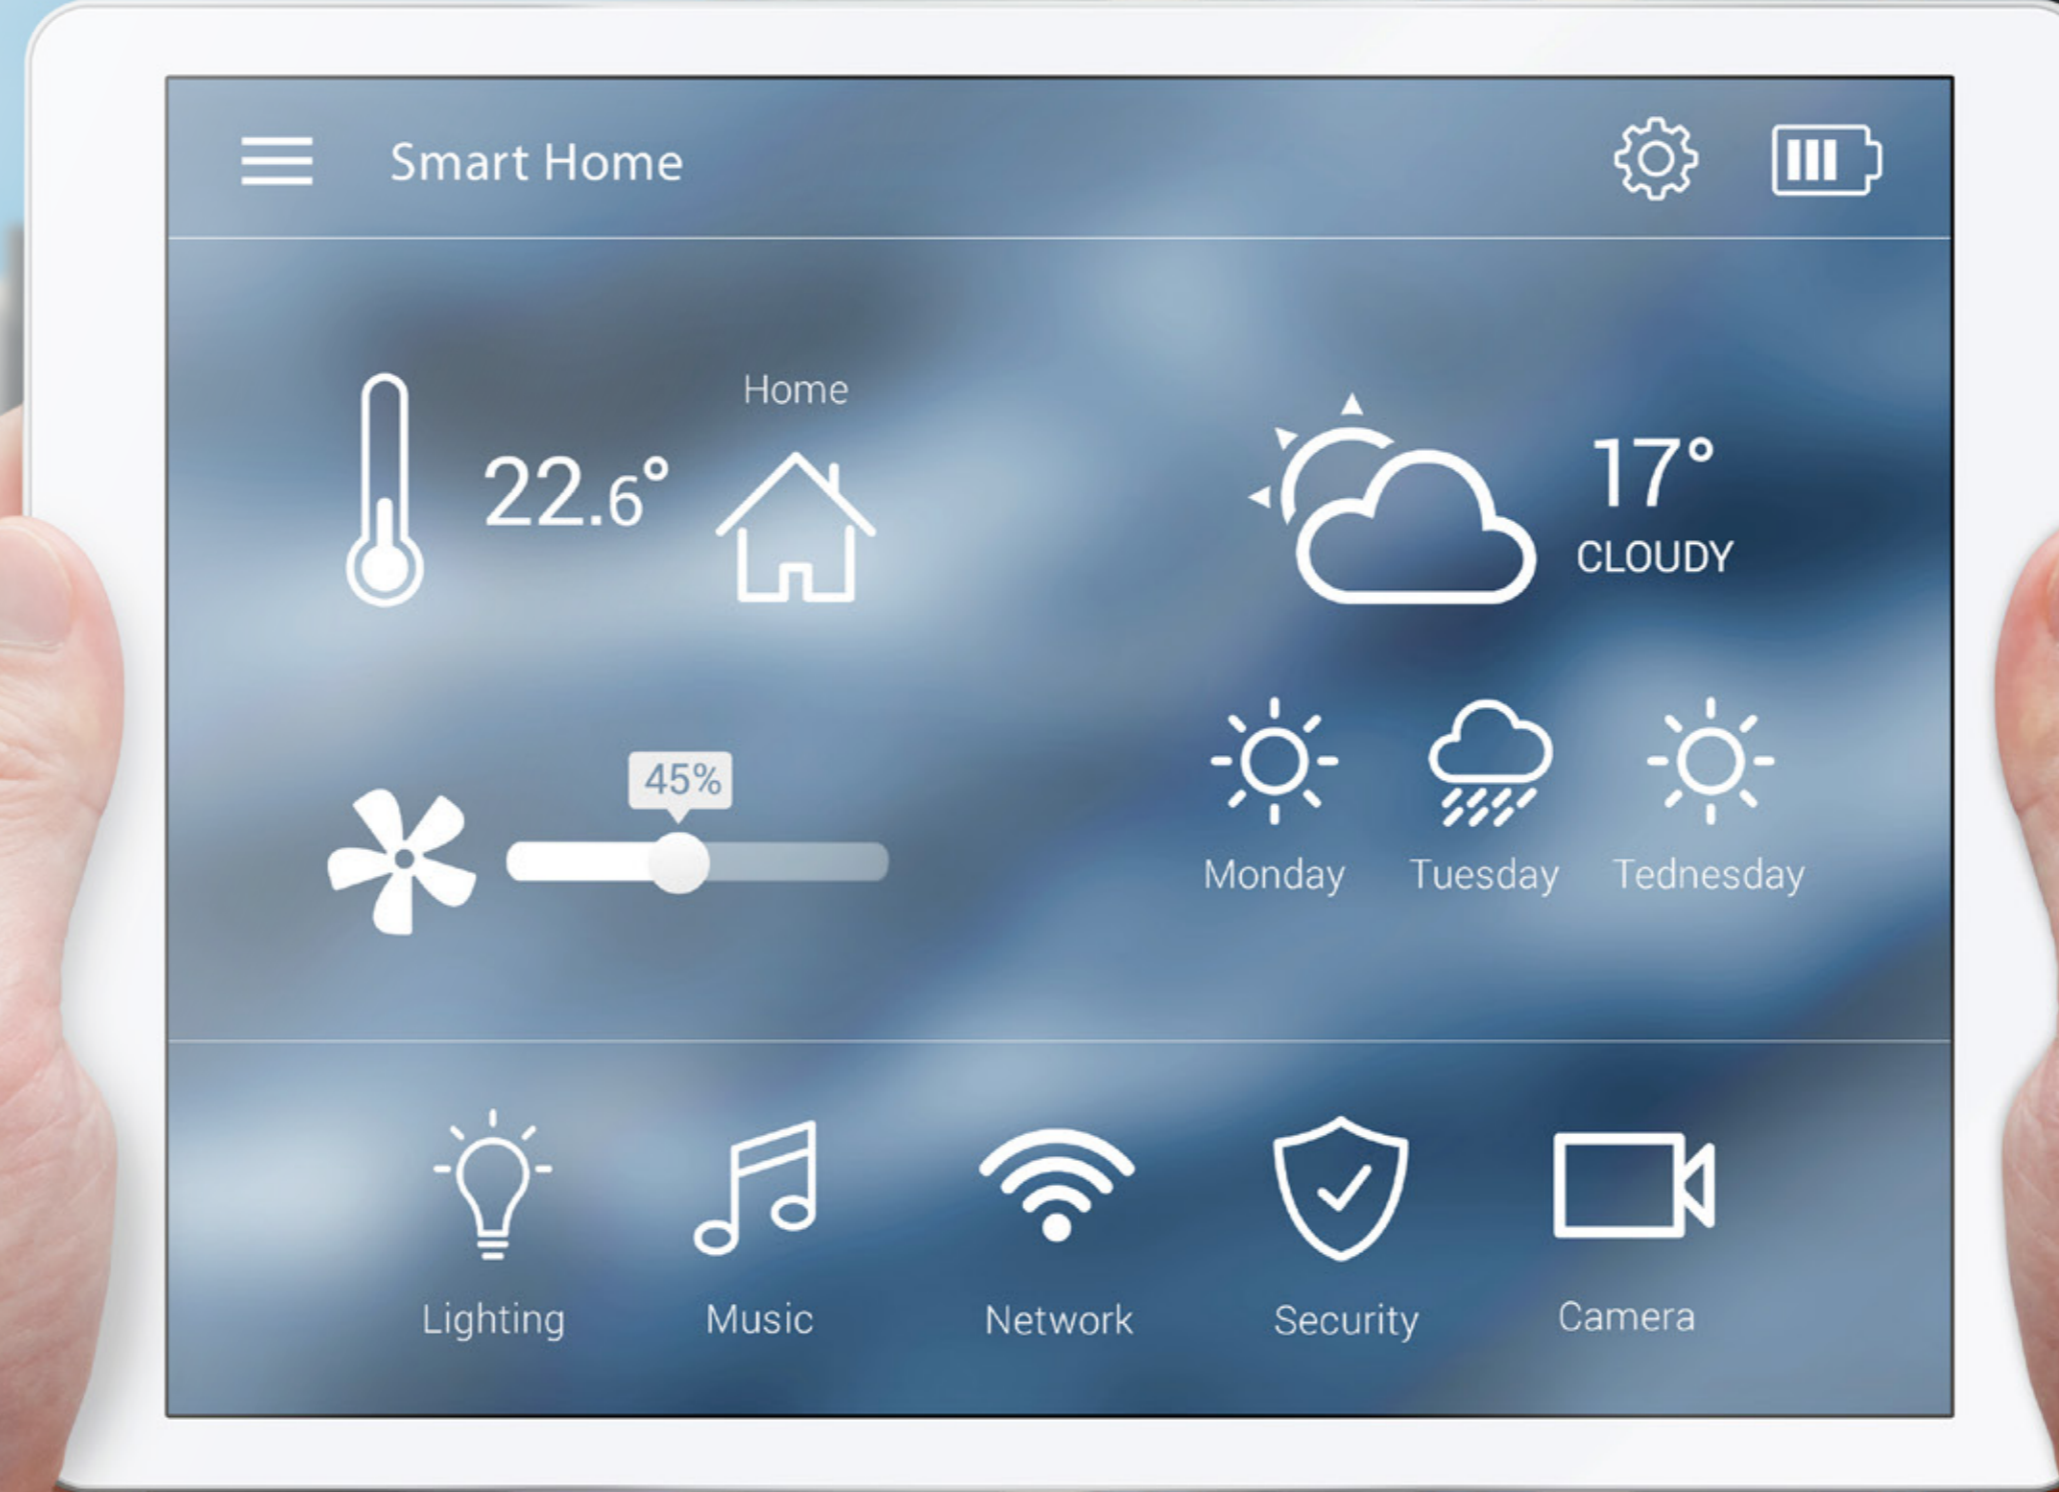 Smart Home
Home
22.6°
17°
CLOUDY
45%
Monday Tuesday Tednesday
Lighting Music Network Security Camera